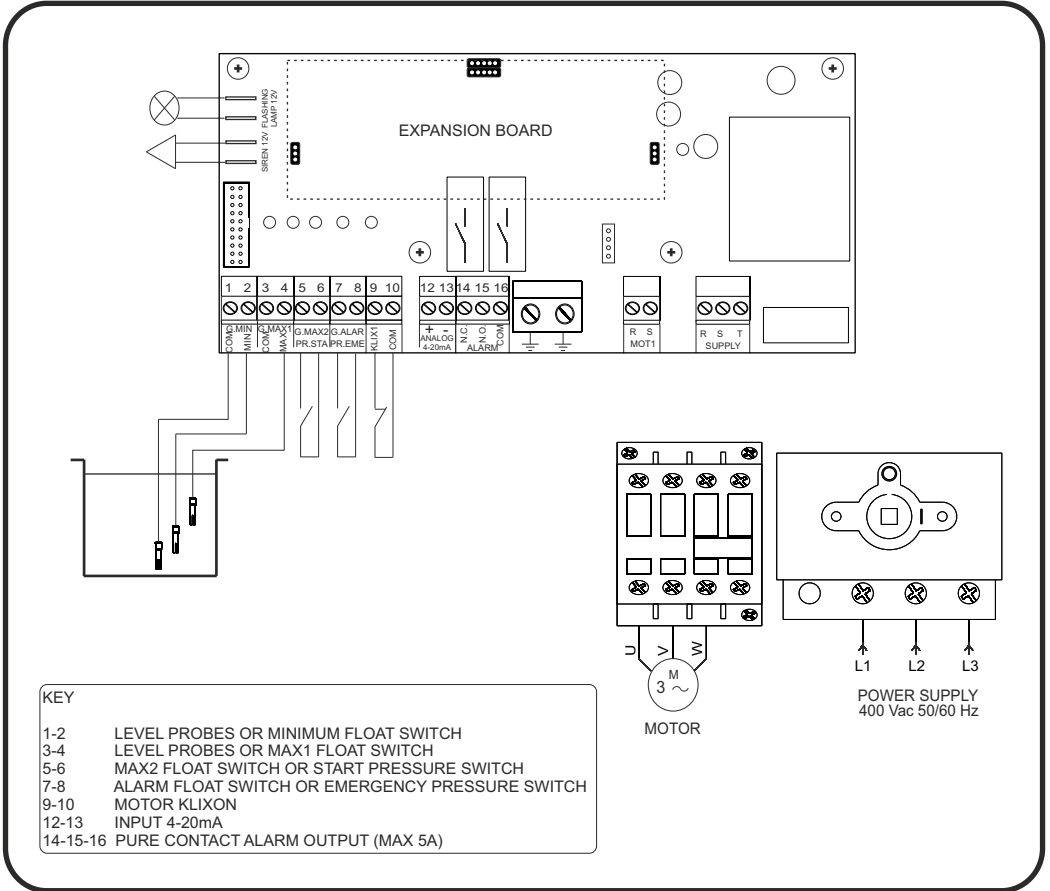 FLASHING
LAMP 12V
SIREN 12V
EXPANSION BOARD
1 2 3 4 5 6 7 8 9 10
12 13 14 15 16
G.MIN G.MAX1 G.MAX2 G.ALAR
PR.STA PR.EME
COM MIN COM MAX1 KLIX1 COM
+ -
ANALOG
4-20mA
N.C. N.O. COM
ALARM
R S
MOT1
R S T
SUPPLY
U V W
M
3 ~
MOTOR
L1 L2 L3
POWER SUPPLY
400 Vac 50/60 Hz
KEY
1-2 LEVEL PROBES OR MINIMUM FLOAT SWITCH
3-4 LEVEL PROBES OR MAX1 FLOAT SWITCH
5-6 MAX2 FLOAT SWITCH OR START PRESSURE SWITCH
7-8 ALARM FLOAT SWITCH OR EMERGENCY PRESSURE SWITCH
9-10 MOTOR KLIXON
12-13 INPUT 4-20mA
14-15-16 PURE CONTACT ALARM OUTPUT (MAX 5A)